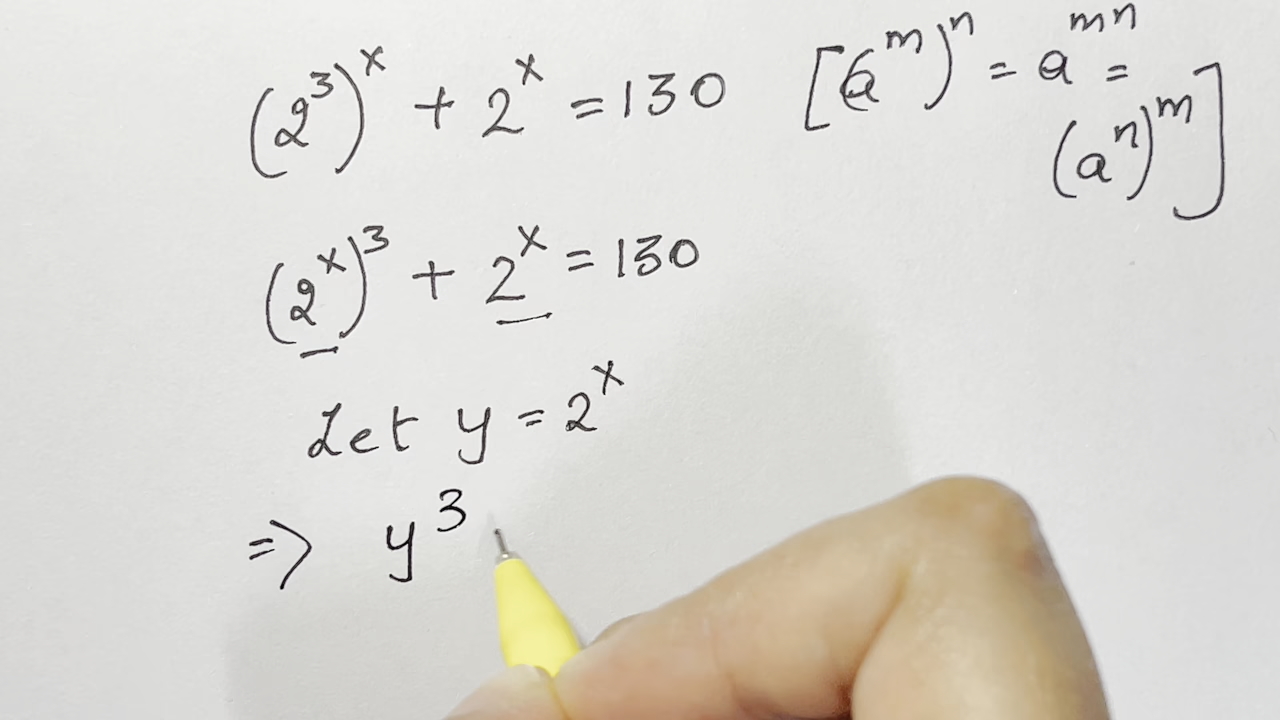 (2³)ˣ + 2ˣ = 130 [(aᵐ)ⁿ = aᵐⁿ =
(aⁿ)ᵐ]
(2ˣ)³ + 2ˣ = 130
Let y = 2ˣ
=> y³